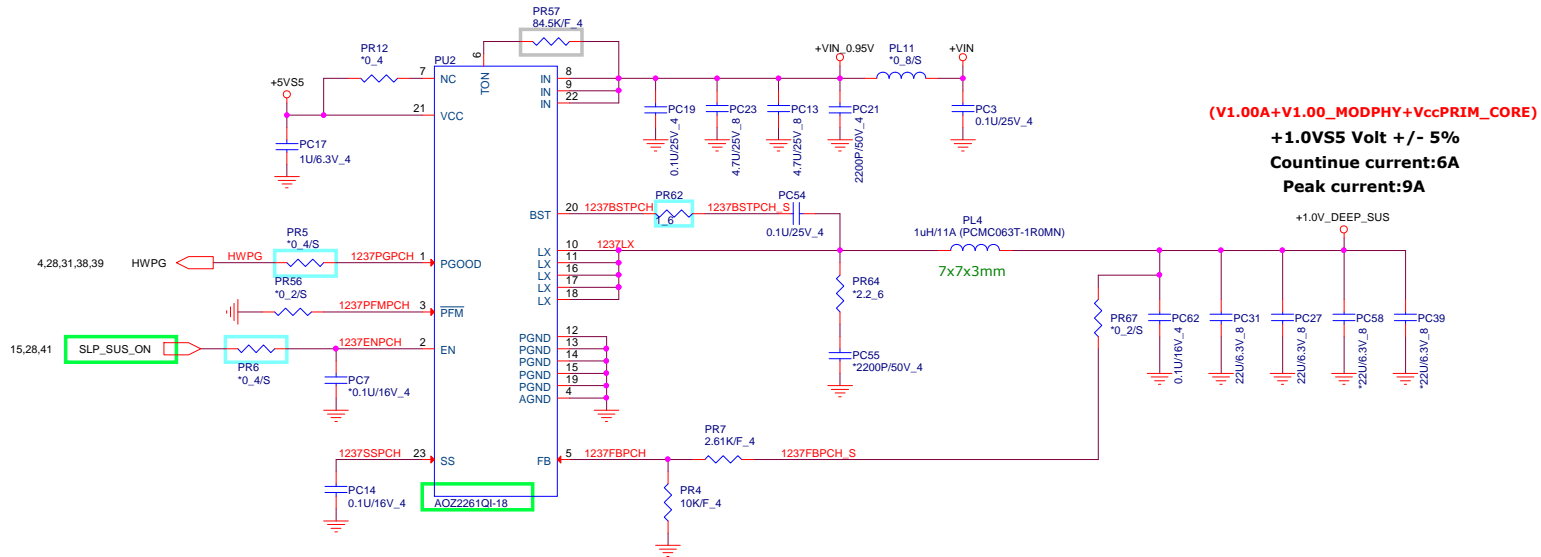 PR57
84.5K/F_4
PR12
*0_4
+5VS5
PC17
1U/6.3V_4
PU2
7
NC
21
VCC
6
TON
IN
8
IN
9
IN
22
+VIN_0.95V
PL11
*0_8/S
+VIN
PC19
0.1U/25V_4
PC23
4.7U/25V_8
PC13
4.7U/25V_8
PC21
2200P/50V_4
PC3
0.1U/25V_4
(V1.00A+V1.00_MODPHY+VccPRIM_CORE)
+1.0VS5 Volt +/- 5%
Countinue current:6A
Peak current:9A
BST
20
1237BSTPCH
PR62
1_6
1237BSTPCH_S
PC54
0.1U/25V_4
LX
10
1237LX
LX
11
LX
16
LX
17
LX
18
PL4
1uH/11A (PCMC063T-1R0MN)
7x7x3mm
+1.0V_DEEP_SUS
4,28,31,38,39
HWPG
HWPG
PR5
*0_4/S
1237PGPCH
1
PGOOD
PR56
*0_2/S
1237PFMPCH
3
PFM
15,28,41
SLP_SUS_ON
PR6
*0_4/S
1237ENPCH
2
EN
PC7
*0.1U/16V_4
PGND
12
PGND
13
PGND
14
PGND
15
PGND
19
AGND
4
PR64
*2.2_6
PC55
*2200P/50V_4
PR67
*0_2/S
PC62
0.1U/16V_4
PC31
22U/6.3V_8
PC27
22U/6.3V_8
PC58
*22U/6.3V_8
PC39
*22U/6.3V_8
1237SSPCH
23
SS
PC14
0.1U/16V_4
FB
5
1237FBPCH
PR7
2.61K/F_4
1237FBPCH_S
PR4
10K/F_4
AOZ2261QI-18